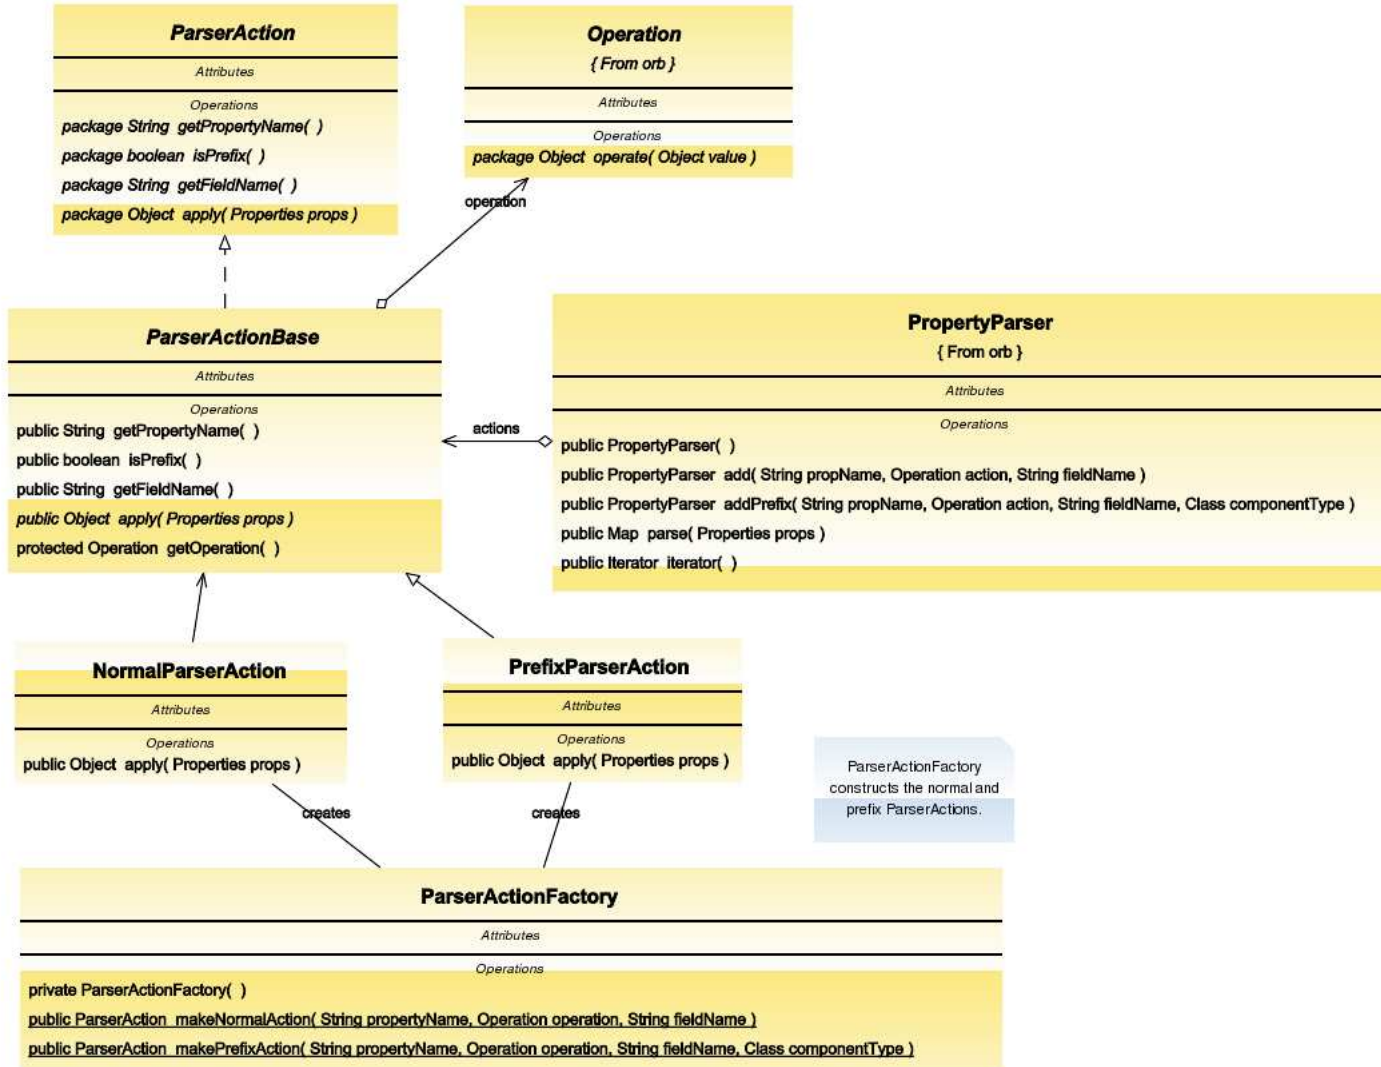 ParserAction
Attributes
Operations
package String getPropertyName( )
package boolean isPrefix( )
package String getFieldName( )
package Object apply( Properties props )
Operation
{ From orb }
Attributes
Operations
package Object operate( Object value )
operation
ParserActionBase
Attributes
Operations
public String getPropertyName( )
public boolean isPrefix( )
public String getFieldName( )
public Object apply( Properties props )
protected Operation getOperation( )
actions
PropertyParser
{ From orb }
Attributes
Operations
public PropertyParser( )
public PropertyParser add( String propName, Operation action, String fieldName )
public PropertyParser addPrefix( String propName, Operation action, String fieldName, Class componentType )
public Map parse( Properties props )
public Iterator iterator( )
NormalParserAction
Attributes
Operations
public Object apply( Properties props )
PrefixParserAction
Attributes
Operations
public Object apply( Properties props )
ParserActionFactory
constructs the normal and
prefix ParserActions.
creates
creates
ParserActionFactory
Attributes
Operations
private ParserActionFactory( )
public ParserAction makeNormalAction( String propertyName, Operation operation, String fieldName )
public ParserAction makePrefixAction( String propertyName, Operation operation, String fieldName, Class componentType )